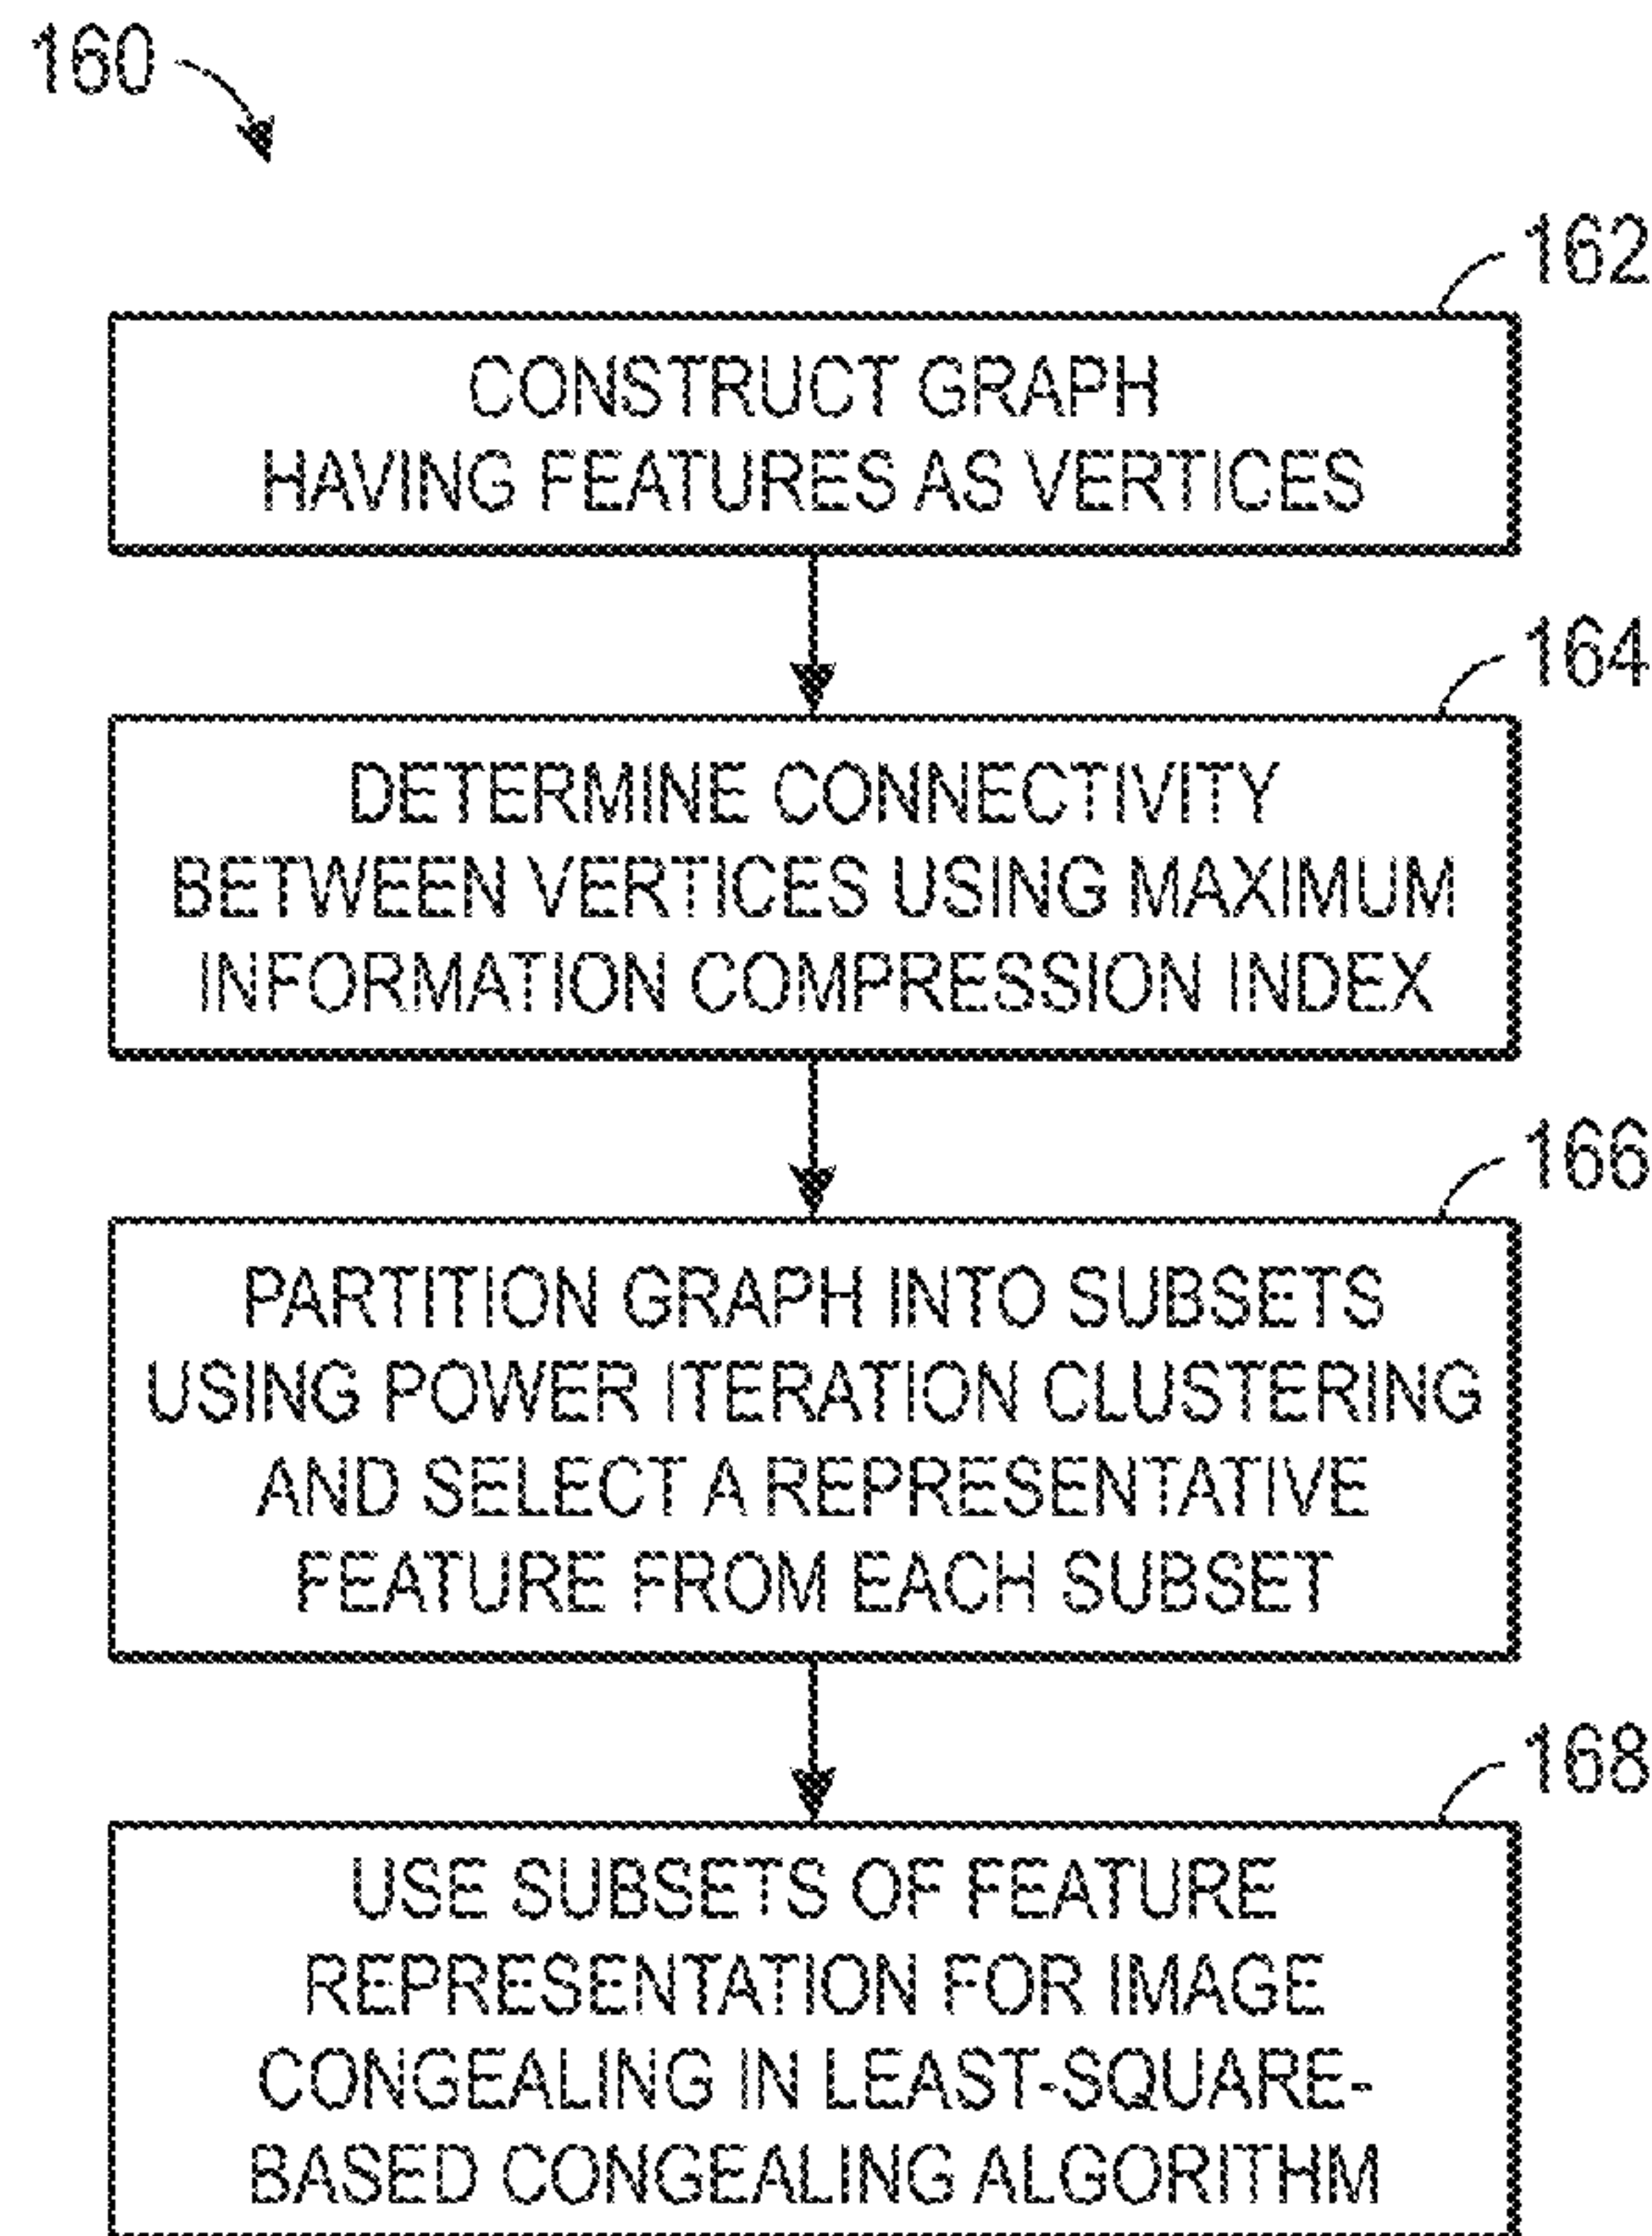 160
162
CONSTRUCT GRAPH
HAVING FEATURES AS VERTICES
164
DETERMINE CONNECTIVITY
BETWEEN VERTICES USING MAXIMUM
INFORMATION COMPRESSION INDEX
166
PARTITION GRAPH INTO SUBSETS
USING POWER ITERATION CLUSTERING
AND SELECT A REPRESENTATIVE
FEATURE FROM EACH SUBSET
168
USE SUBSETS OF FEATURE
REPRESENTATION FOR IMAGE
CONGEALING IN LEAST-SQUARE-
BASED CONGEALING ALGORITHM